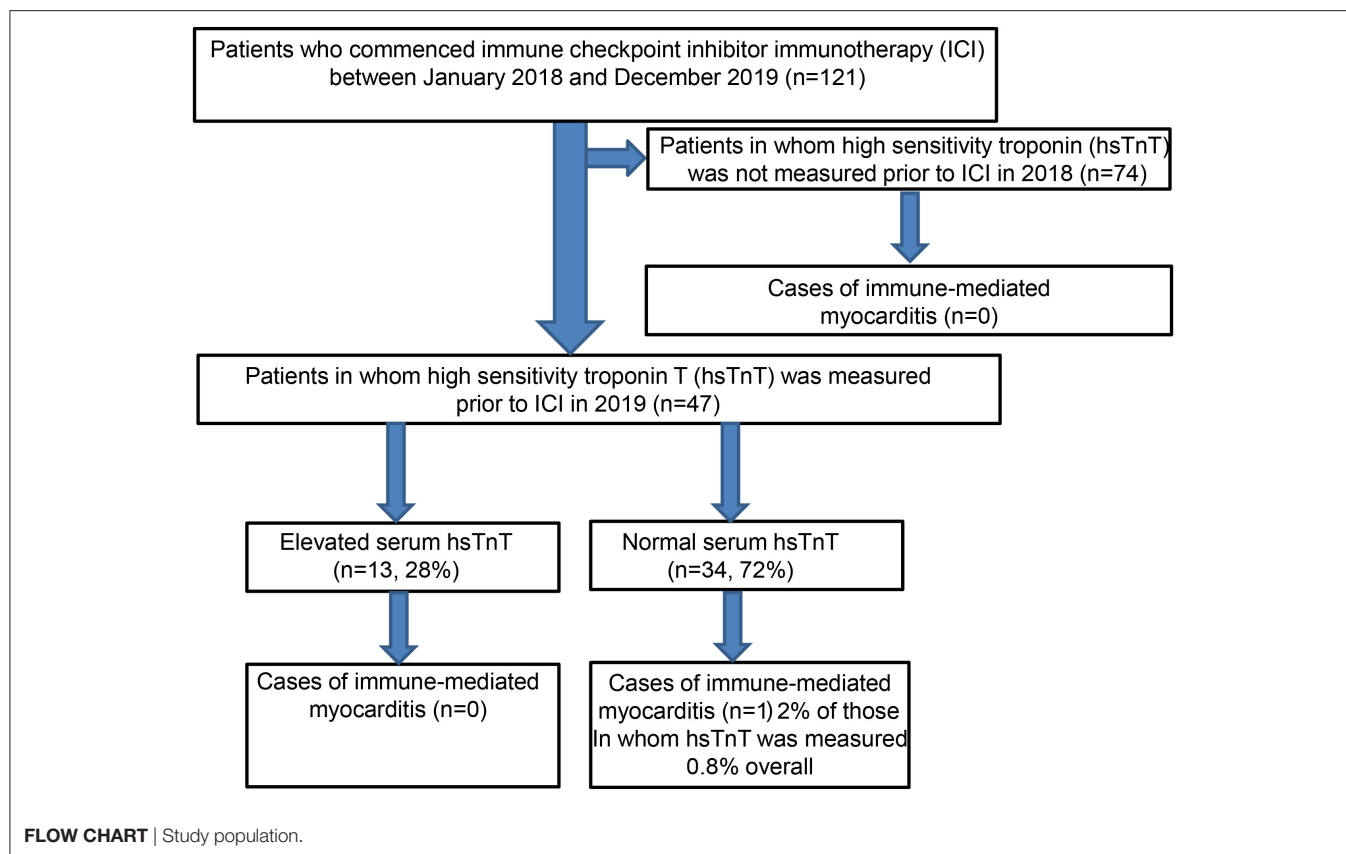 Patients who commenced immune checkpoint inhibitor immunotherapy (ICI)
between January 2018 and December 2019 (n=121)
Patients in whom high sensitivity troponin (hsTnT)
was not measured prior to ICI in 2018 (n=74)
Cases of immune-mediated
myocarditis (n=0)
Patients in whom high sensitivity troponin T (hsTnT) was measured
prior to ICI in 2019 (n=47)
Elevated serum hsTnT
(n=13, 28%)
Normal serum hsTnT
(n=34, 72%)
Cases of immune-mediated
myocarditis (n=0)
Cases of immune-mediated
myocarditis (n=1) 2% of those
In whom hsTnT was measured
0.8% overall
FLOW CHART | Study population.